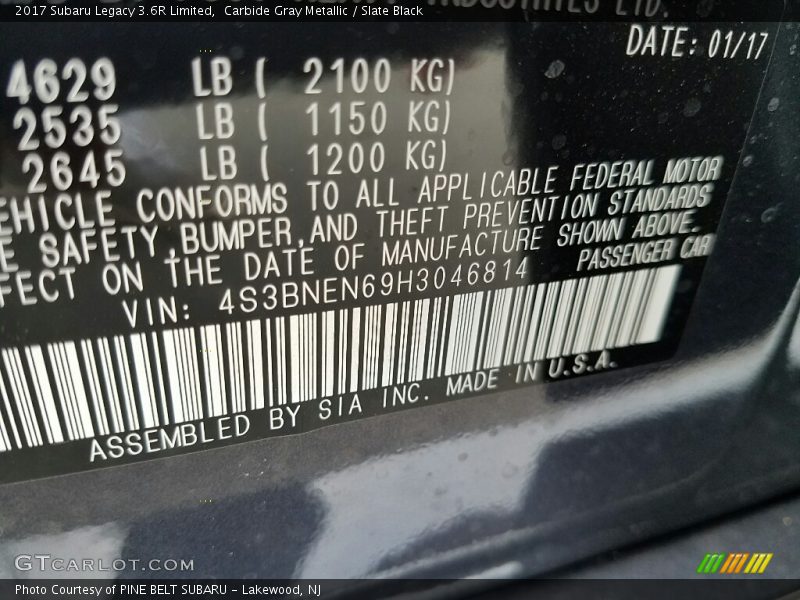 2017 Subaru Legacy 3.6R Limited, Carbide Gray Metallic / Slate Black
INDUSTRIES LTD.
DATE: 01/17
4629 LB ( 2100 KG)
2535 LB ( 1150 KG)
2645 LB ( 1200 KG)
EHICLE CONFORMS TO ALL APPLICABLE FEDERAL MOTOR
E SAFETY, BUMPER, AND THEFT PREVENTION STANDARDS
FECT ON THE DATE OF MANUFACTURE SHOWN ABOVE.
VIN: 4S3BNEN69H3046814 PASSENGER CAR
ASSEMBLED BY SIA INC. MADE IN U.S.A.
GTCARLOT.COM
Photo Courtesy of PINE BELT SUBARU - Lakewood, NJ